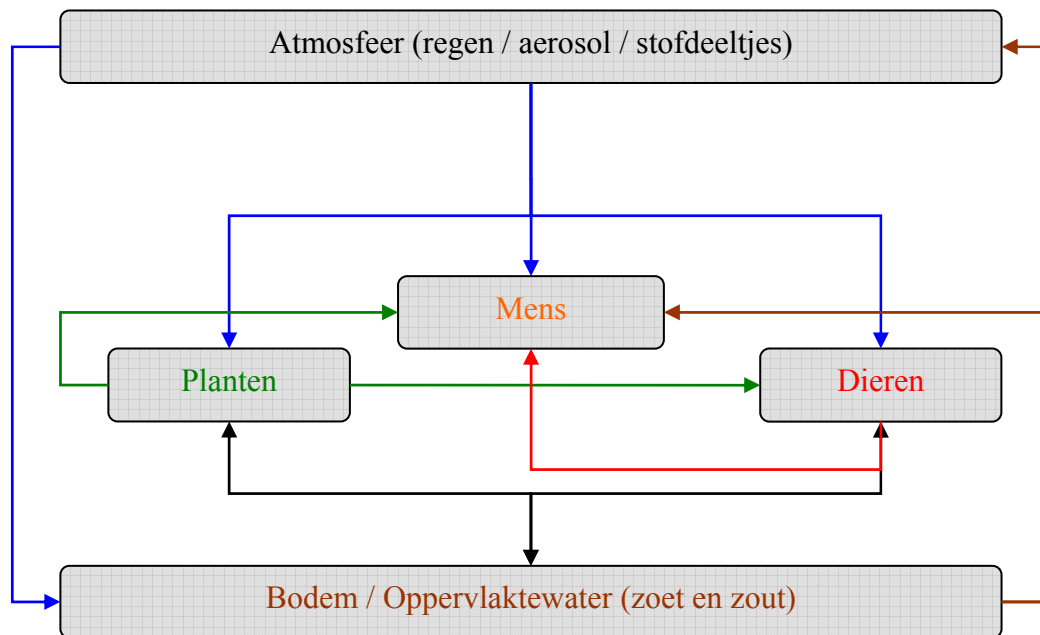 Atmosfeer (regen / aerosol / stofdeeltjes)
Mens
Planten
Dieren
Bodem / Oppervlaktewater (zoet en zout)